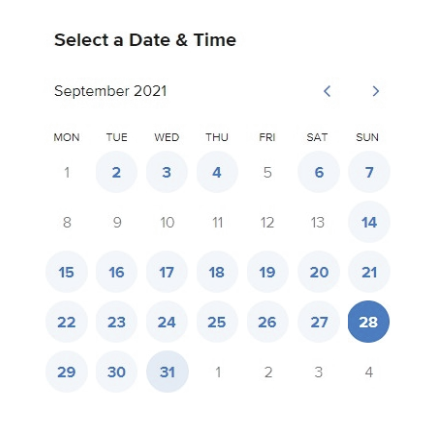 Select a Date & Time
September 2021
MON TUE WED THU FRI SAT SUN
1 2 3 4 5 6 7
8 9 10 11 12 13 14
15 16 17 18 19 20 21
22 23 24 25 26 27 28
29 30 31 1 2 3 4